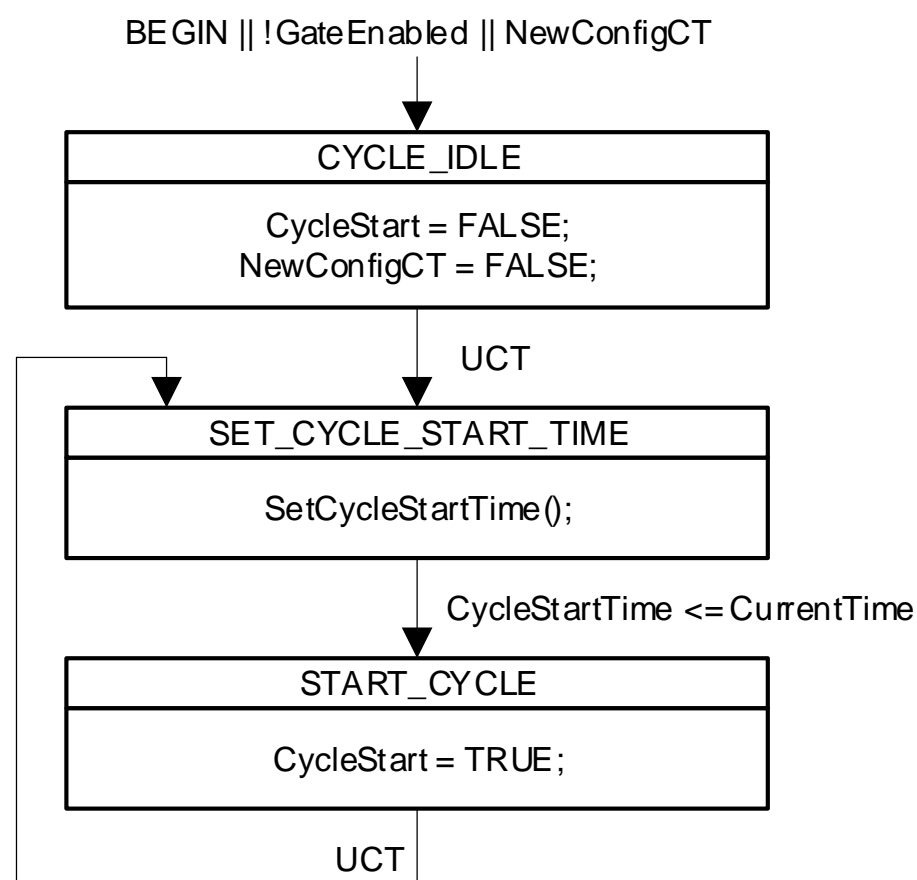 BEGIN || !GateEnabled || NewConfigCT
CYCLE_IDLE
CycleStart = FALSE;
NewConfigCT = FALSE;
UCT
SET_CYCLE_START_TIME
SetCycleStartTime();
CycleStartTime <= CurrentTime
START_CYCLE
CycleStart = TRUE;
UCT